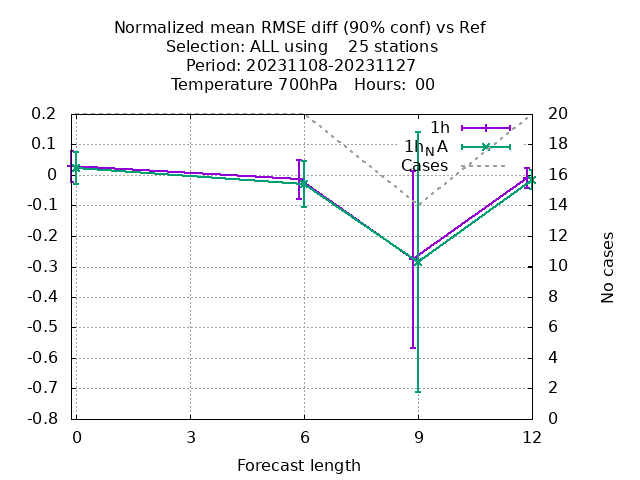 Normalized mean RMSE diff (90% conf) vs Ref
Selection: ALL using    25 stations
Period: 20231108-20231127
Temperature 700hPa   Hours:  00
0.2
0.1
0
-0.1
-0.2
-0.3
-0.4
-0.5
-0.6
-0.7
-0.8
20
18
16
14
12
10
8
6
4
2
0
1h
1hNA
Cases
No cases
0 3 6 9 12
Forecast length